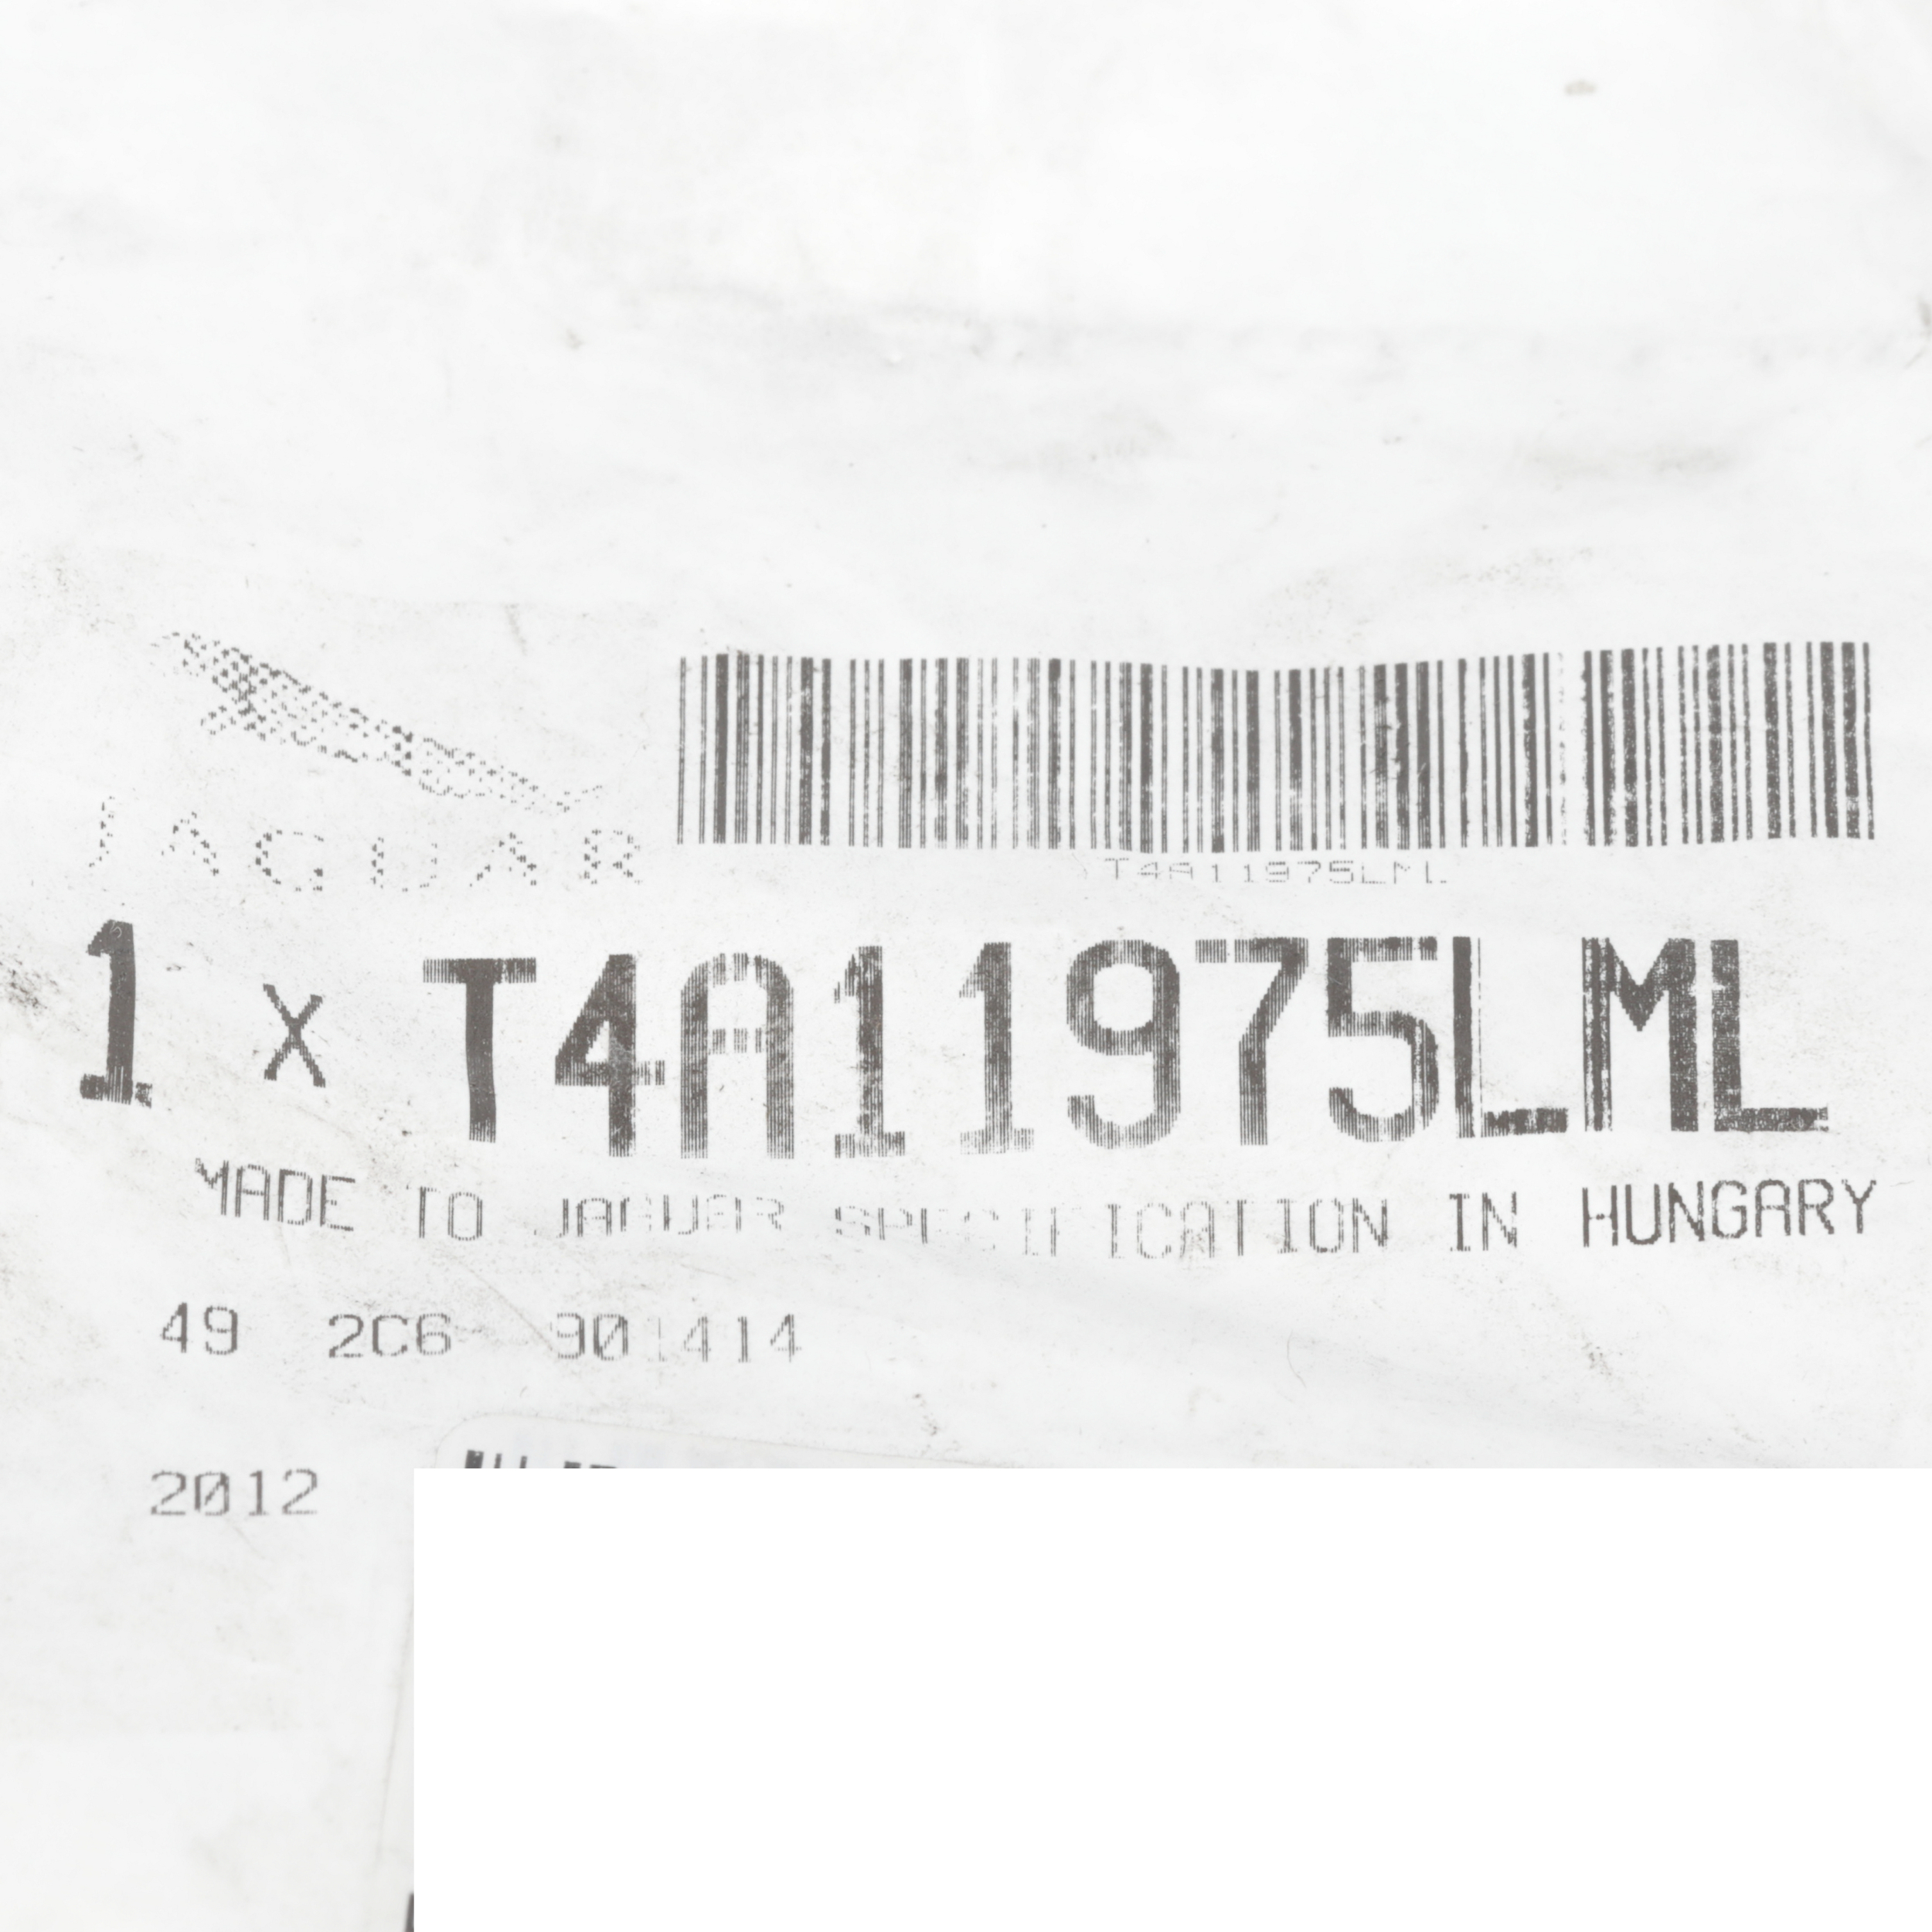 JAGUAR
T4A11975LML
1 x T4A11975LML
MADE TO JAGUAR SPECIFICATION IN HUNGARY
49 2C6 901414
2012